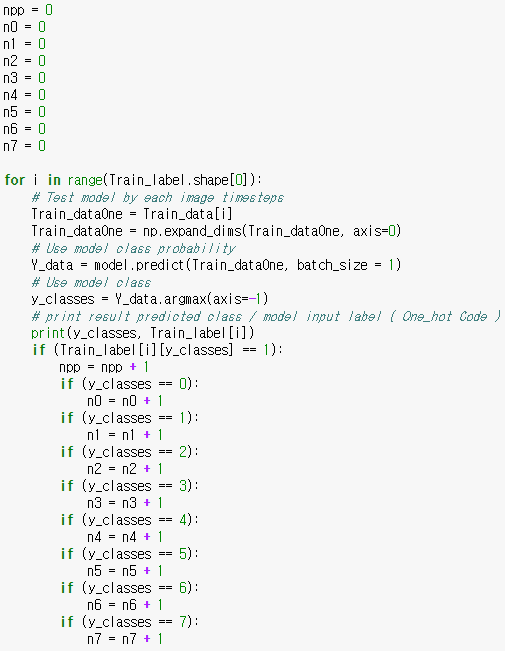 npp = 0
n0 = 0
n1 = 0
n2 = 0
n3 = 0
n4 = 0
n5 = 0
n6 = 0
n7 = 0

for i in range(Train_label.shape[0]):
    # Test model by each image timesteps
    Train_dataOne = Train_data[i]
    Train_dataOne = np.expand_dims(Train_dataOne, axis=0)
    # Use model class probability
    Y_data = model.predict(Train_dataOne, batch_size = 1)
    # Use model class
    y_classes = Y_data.argmax(axis=-1)
    # print result predicted class / model input label ( One_hot Code )
    print(y_classes, Train_label[i])
    if (Train_label[i][y_classes] == 1):
        npp = npp + 1
        if (y_classes == 0):
            n0 = n0 + 1
        if (y_classes == 1):
            n1 = n1 + 1
        if (y_classes == 2):
            n2 = n2 + 1
        if (y_classes == 3):
            n3 = n3 + 1
        if (y_classes == 4):
            n4 = n4 + 1
        if (y_classes == 5):
            n5 = n5 + 1
        if (y_classes == 6):
            n6 = n6 + 1
        if (y_classes == 7):
            n7 = n7 + 1